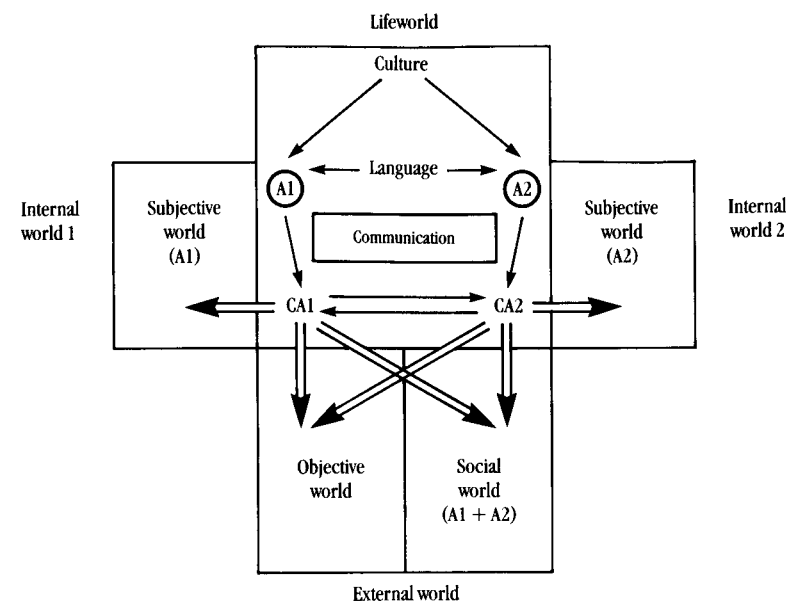 Lifeworld
Culture
Language
A1
A2
Internal
world 1
Subjective
world
(A1)
Communication
Subjective
world
(A2)
Internal
world 2
CA1
CA2
Objective
world
Social
world
(A1 + A2)
External world